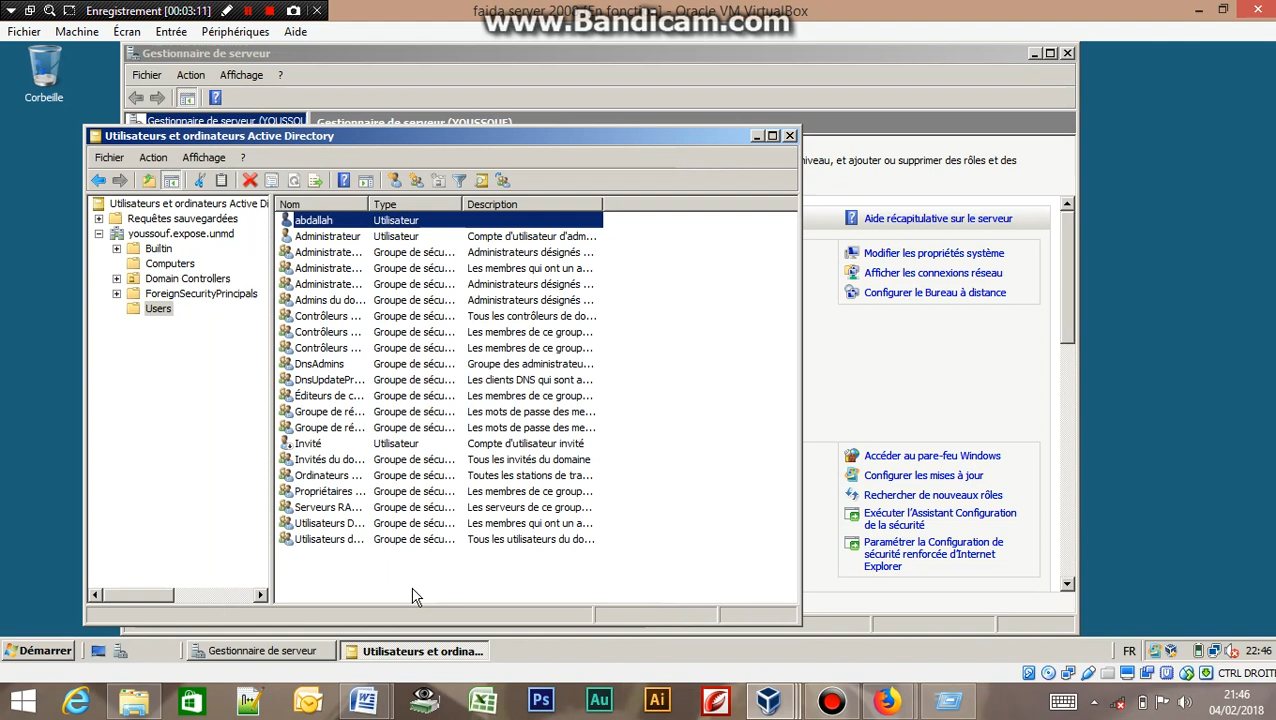 Enregistrement (00:03:11)
faida server 2008 [En fonction] - Oracle VM VirtualBox
www.Bandicam.com
Fichier Machine Écran Entrée Périphériques Aide
Corbeille
Gestionnaire de serveur
Fichier Action Affichage ?
Gestionnaire de serveur (YOUSSOU
Gestionnaire de serveur (YOUSSOUF)
Utilisateurs et ordinateurs Active Directory
Fichier Action Affichage ?
niveau, et ajouter ou supprimer des rôles et des
Utilisateurs et ordinateurs Active Di
Requêtes sauvegardées
youssouf.expose.unmd
Builtin
Computers
Domain Controllers
ForeignSecurityPrincipals
Users
Nom Type Description
abdallah Utilisateur
Administrateur Utilisateur Compte d'utilisateur d'adm...
Administrate... Groupe de sécu... Administrateurs désignés ...
Administrate... Groupe de sécu... Les membres qui ont un a...
Administrate... Groupe de sécu... Administrateurs désignés ...
Admins du do... Groupe de sécu... Administrateurs désignés ...
Contrôleurs ... Groupe de sécu... Tous les contrôleurs de do...
Contrôleurs ... Groupe de sécu... Les membres de ce group...
Contrôleurs ... Groupe de sécu... Les membres de ce group...
DnsAdmins Groupe de sécu... Groupe des administrateu...
DnsUpdatePr... Groupe de sécu... Les clients DNS qui sont a...
Éditeurs de c... Groupe de sécu... Les membres de ce group...
Groupe de ré... Groupe de sécu... Les mots de passe des me...
Groupe de ré... Groupe de sécu... Les mots de passe des me...
Invité Utilisateur Compte d'utilisateur invité
Invités du do... Groupe de sécu... Tous les invités du domaine
Ordinateurs ... Groupe de sécu... Toutes les stations de tra...
Propriétaires ... Groupe de sécu... Les membres de ce group...
Serveurs RA... Groupe de sécu... Les serveurs de ce group...
Utilisateurs D... Groupe de sécu... Les membres qui ont un a...
Utilisateurs d... Groupe de sécu... Tous les utilisateurs du do...
Aide récapitulative sur le serveur
Modifier les propriétés système
Afficher les connexions réseau
Configurer le Bureau à distance
Accéder au pare-feu Windows
Configurer les mises à jour
Rechercher de nouveaux rôles
Exécuter l'Assistant Configuration
de la sécurité
Paramétrer la Configuration de
sécurité renforcée d'Internet
Explorer
Démarrer Gestionnaire de serveur Utilisateurs et ordina... FR 22:46
CTRL DROITE
Ps Au Ai
21:46
04/02/2018